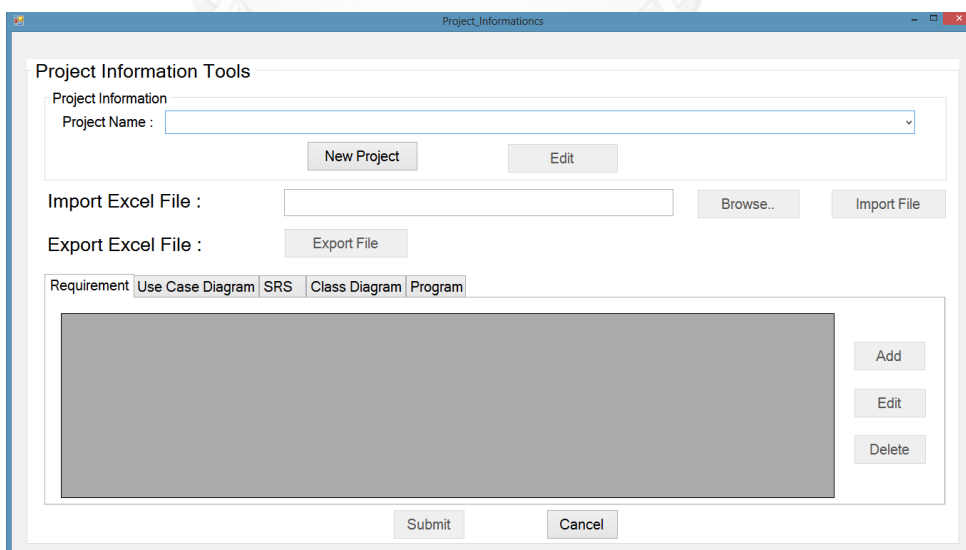 Project_Informationcs
Project Information Tools
Project Information
Project Name :
New Project Edit
Import Excel File : Browse.. Import File
Export Excel File : Export File
Requirement Use Case Diagram SRS Class Diagram Program
Add
Edit
Delete
Submit Cancel